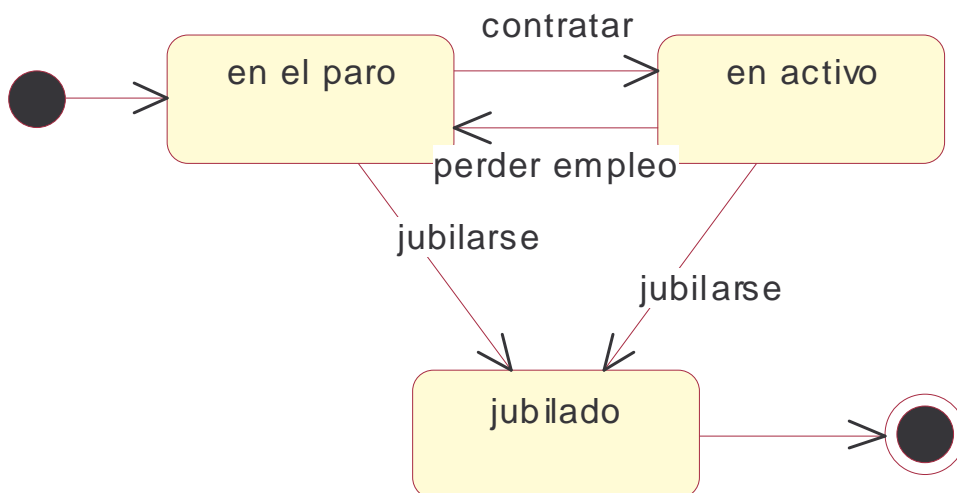 contratar
en el paro
en activo
perder empleo
jubilarse
jubilarse
jubilado